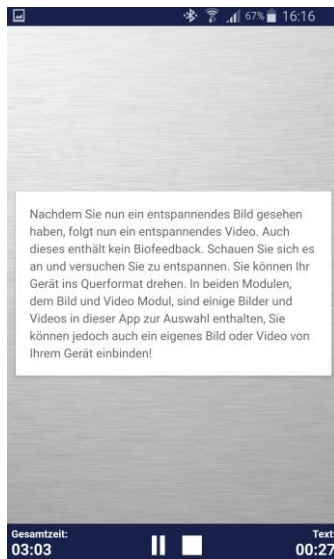 67% 16:16
Nachdem Sie nun ein entspannendes Bild gesehen
haben, folgt nun ein entspannendes Video. Auch
dieses enthält kein Biofeedback. Schauen Sie sich es
an und versuchen Sie zu entspannen. Sie können Ihr
Gerät ins Querformat drehen. In beiden Modulen,
dem Bild und Video Modul, sind einige Bilder und
Videos in dieser App zur Auswahl enthalten, Sie
können jedoch auch ein eigenes Bild oder Video von
Ihrem Gerät einbinden!
Gesamtzeit: Text
03:03 00:27